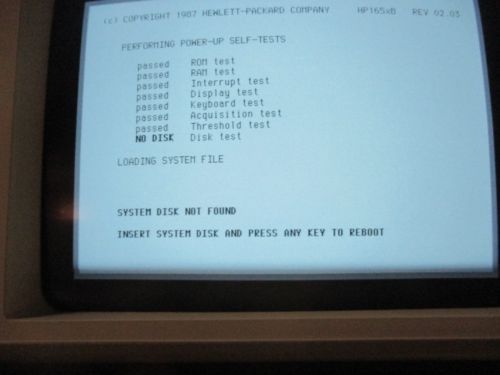 (c) COPYRIGHT 1987 HEWLETT-PACKARD COMPANY HP165xB REV 02.03
PERFORMING POWER-UP SELF-TESTS
passed ROM test
passed RAM test
passed Interrupt test
passed Display test
passed Keyboard test
passed Acquisition test
passed Threshold test
NO DISK Disk test
LOADING SYSTEM FILE
SYSTEM DISK NOT FOUND
INSERT SYSTEM DISK AND PRESS ANY KEY TO REBOOT